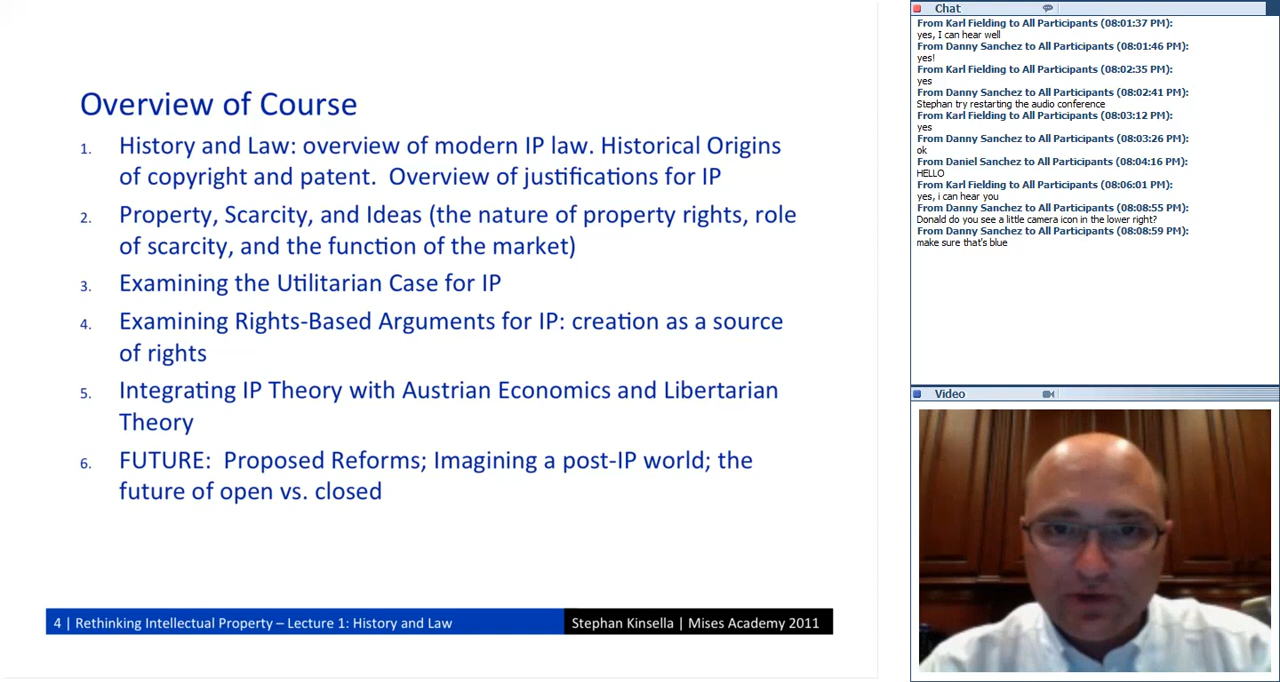 Overview of Course
1. History and Law: overview of modern IP law. Historical Origins
of copyright and patent.  Overview of justifications for IP
2. Property, Scarcity, and Ideas (the nature of property rights, role
of scarcity, and the function of the market)
3. Examining the Utilitarian Case for IP
4. Examining Rights-Based Arguments for IP: creation as a source
of rights
5. Integrating IP Theory with Austrian Economics and Libertarian
Theory
6. FUTURE:  Proposed Reforms; Imagining a post-IP world; the
future of open vs. closed
4 | Rethinking Intellectual Property – Lecture 1: History and Law
Stephan Kinsella | Mises Academy 2011
Chat
From Karl Fielding to All Participants (08:01:37 PM):
yes, I can hear well
From Danny Sanchez to All Participants (08:01:46 PM):
yes!
From Karl Fielding to All Participants (08:02:35 PM):
yes
From Danny Sanchez to All Participants (08:02:41 PM):
Stephan try restarting the audio conference
From Karl Fielding to All Participants (08:03:12 PM):
yes
From Danny Sanchez to All Participants (08:03:26 PM):
ok
From Daniel Sanchez to All Participants (08:04:16 PM):
HELLO
From Karl Fielding to All Participants (08:06:01 PM):
yes, i can hear you
From Danny Sanchez to All Participants (08:08:55 PM):
Donald do you see a little camera icon in the lower right?
From Danny Sanchez to All Participants (08:08:59 PM):
make sure that's blue
Video